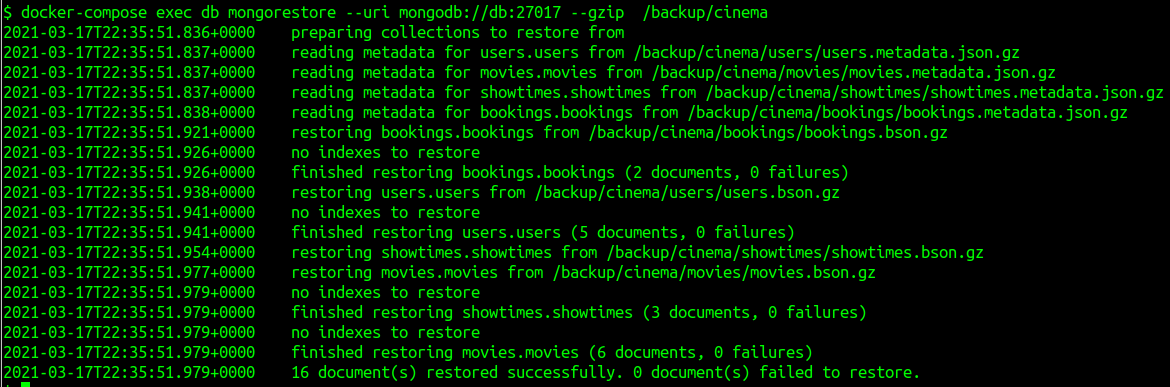 $ docker-compose exec db mongorestore --uri mongodb://db:27017 --gzip  /backup/cinema
2021-03-17T22:35:51.836+0000    preparing collections to restore from
2021-03-17T22:35:51.837+0000    reading metadata for users.users from /backup/cinema/users/users.metadata.json.gz
2021-03-17T22:35:51.837+0000    reading metadata for movies.movies from /backup/cinema/movies/movies.metadata.json.gz
2021-03-17T22:35:51.837+0000    reading metadata for showtimes.showtimes from /backup/cinema/showtimes/showtimes.metadata.json.gz
2021-03-17T22:35:51.838+0000    reading metadata for bookings.bookings from /backup/cinema/bookings/bookings.metadata.json.gz
2021-03-17T22:35:51.921+0000    restoring bookings.bookings from /backup/cinema/bookings/bookings.bson.gz
2021-03-17T22:35:51.926+0000    no indexes to restore
2021-03-17T22:35:51.926+0000    finished restoring bookings.bookings (2 documents, 0 failures)
2021-03-17T22:35:51.938+0000    restoring users.users from /backup/cinema/users/users.bson.gz
2021-03-17T22:35:51.941+0000    no indexes to restore
2021-03-17T22:35:51.941+0000    finished restoring users.users (5 documents, 0 failures)
2021-03-17T22:35:51.954+0000    restoring showtimes.showtimes from /backup/cinema/showtimes/showtimes.bson.gz
2021-03-17T22:35:51.977+0000    restoring movies.movies from /backup/cinema/movies/movies.bson.gz
2021-03-17T22:35:51.979+0000    no indexes to restore
2021-03-17T22:35:51.979+0000    finished restoring showtimes.showtimes (3 documents, 0 failures)
2021-03-17T22:35:51.979+0000    no indexes to restore
2021-03-17T22:35:51.979+0000    finished restoring movies.movies (6 documents, 0 failures)
2021-03-17T22:35:51.979+0000    16 document(s) restored successfully. 0 document(s) failed to restore.